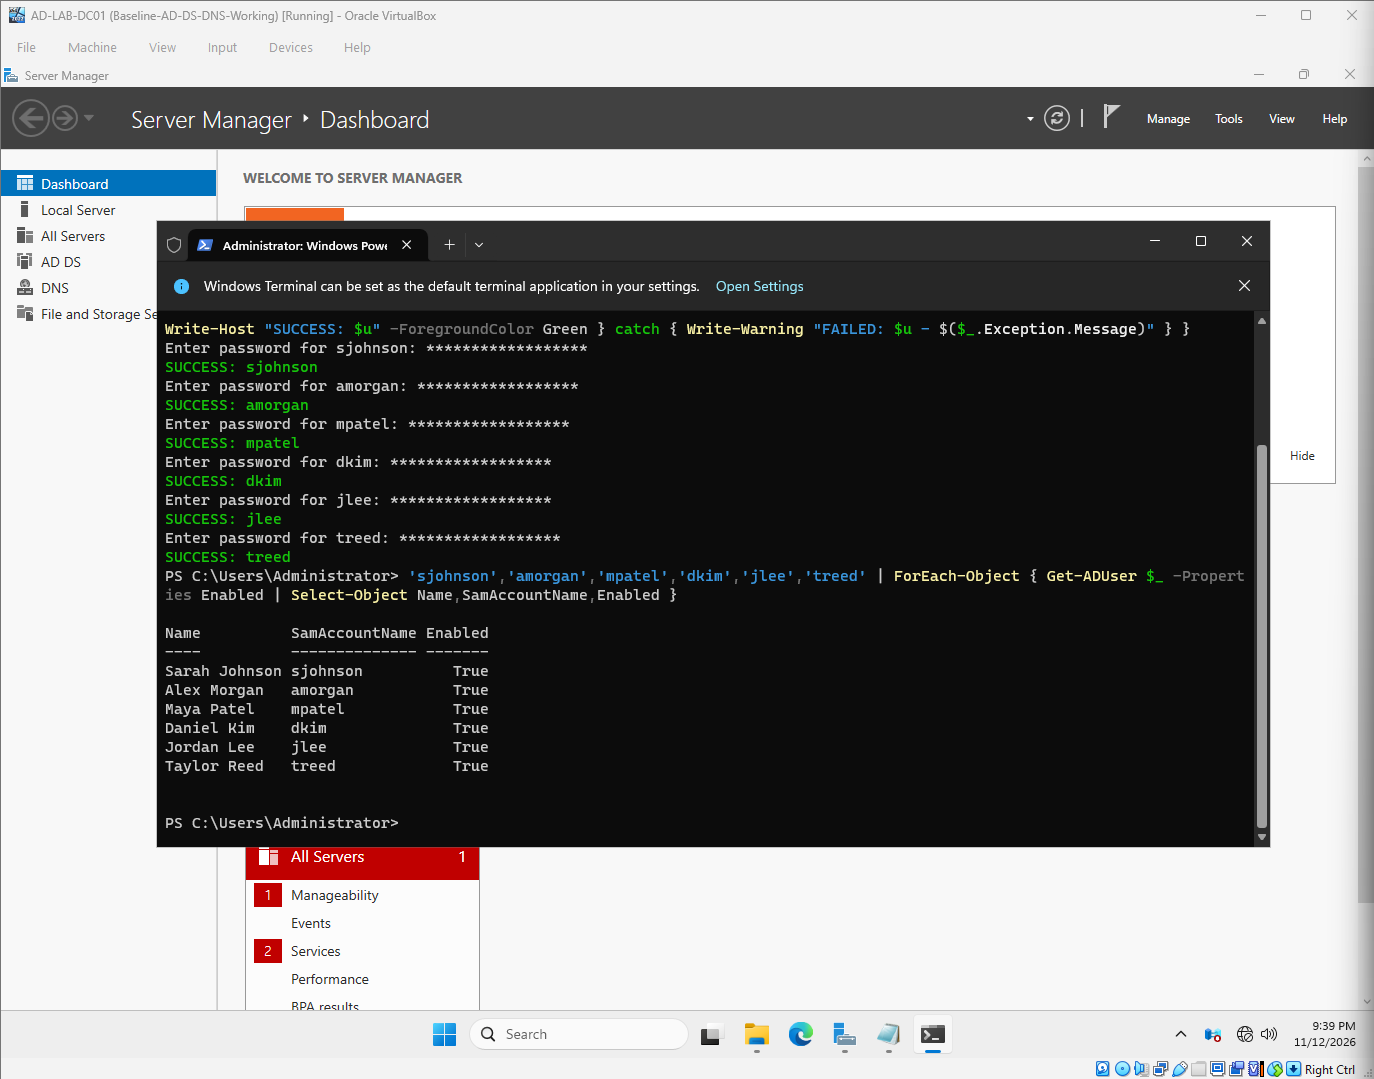 AD-LAB-DC01 (Baseline-AD-DS-DNS-Working) [Running] - Oracle VirtualBox
File Machine View Input Devices Help
Server Manager
Server Manager ‣ Dashboard
Manage Tools View Help
Dashboard
Local Server
All Servers
AD DS
DNS
File and Storage Se
WELCOME TO SERVER MANAGER
Hide
Administrator: Windows Powe
Windows Terminal can be set as the default terminal application in your settings. Open Settings
Write-Host "SUCCESS: $u" -ForegroundColor Green } catch { Write-Warning "FAILED: $u - $($_.Exception.Message)" } }
Enter password for sjohnson: ******************
SUCCESS: sjohnson
Enter password for amorgan: ******************
SUCCESS: amorgan
Enter password for mpatel: ******************
SUCCESS: mpatel
Enter password for dkim: ******************
SUCCESS: dkim
Enter password for jlee: ******************
SUCCESS: jlee
Enter password for treed: ******************
SUCCESS: treed
PS C:\Users\Administrator> 'sjohnson','amorgan','mpatel','dkim','jlee','treed' | ForEach-Object { Get-ADUser $_ -Propert
ies Enabled | Select-Object Name,SamAccountName,Enabled }
Name SamAccountName Enabled
---- -------------- -------
Sarah Johnson sjohnson True
Alex Morgan amorgan True
Maya Patel mpatel True
Daniel Kim dkim True
Jordan Lee jlee True
Taylor Reed treed True
PS C:\Users\Administrator>
All Servers 1
1 Manageability
Events
2 Services
Performance
BPA results
Search
9:39 PM
11/12/2026
Right Ctrl